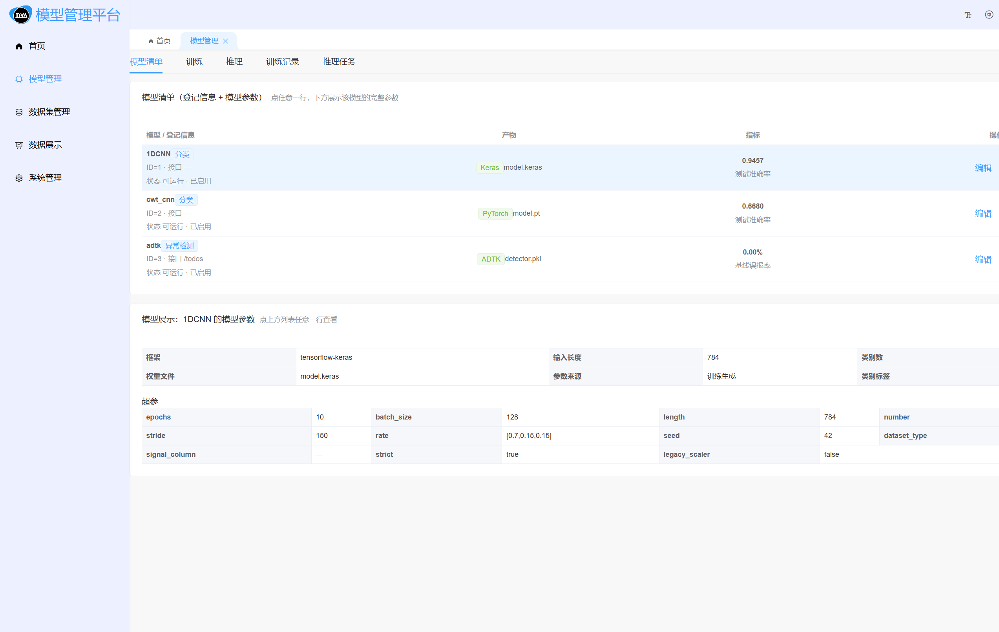 DVA 模型管理平台
首页
模型管理
数据集管理
数据展示
系统管理
中
首页 模型管理
模型清单 训练 推理 训练记录 推理任务
模型清单（登记信息 + 模型参数） 点任意一行，下方展示该模型的完整参数
模型 / 登记信息 产物 指标
1DCNN 分类
ID=1 · 接口 —
状态 可运行 · 已启用
Keras model.keras
0.9457
测试准确率
编辑
cwt_cnn 分类
ID=2 · 接口 —
状态 可运行 · 已启用
PyTorch model.pt
0.6680
测试准确率
编辑
adtk 异常检测
ID=3 · 接口 /todos
状态 可运行 · 已启用
ADTK detector.pkl
0.00%
基线误报率
编辑
模型展示：1DCNN 的模型参数 点上方列表任意一行查看
框架 tensorflow-keras 输入长度 784 类别数
权重文件 model.keras 参数来源 训练生成 类别标签
超参
epochs 10 batch_size 128 length 784 number
stride 150 rate [0.7,0.15,0.15] seed 42 dataset_type
signal_column — strict true legacy_scaler false